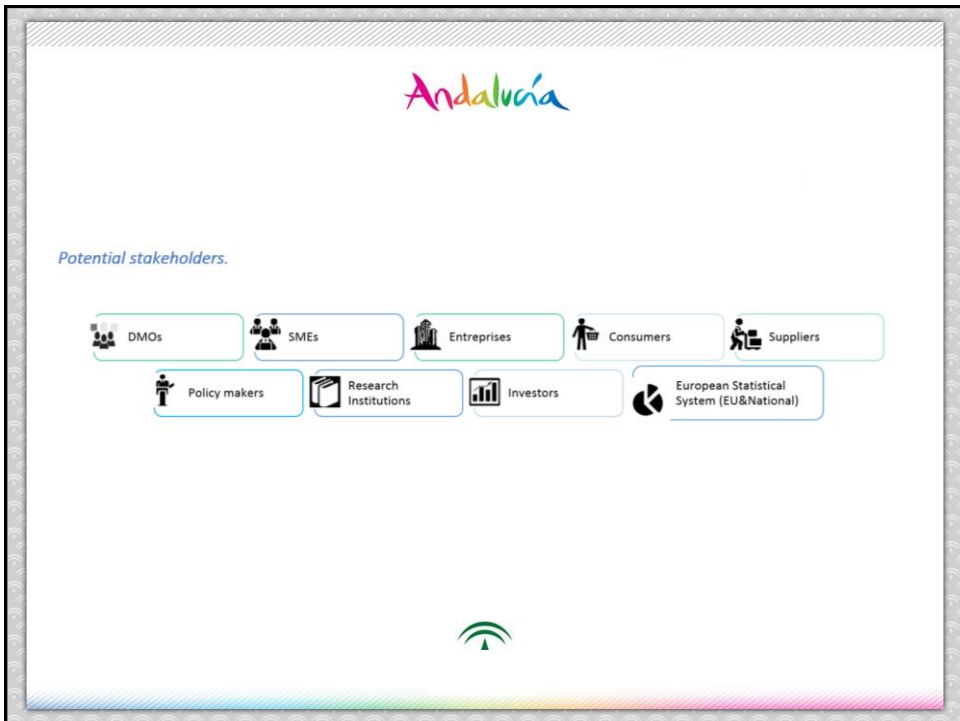 Andalucía
Potential stakeholders.
DMOs
SMEs
Entreprises
Consumers
Suppliers
Policy makers
Research
Institutions
Investors
European Statistical
System (EU&National)